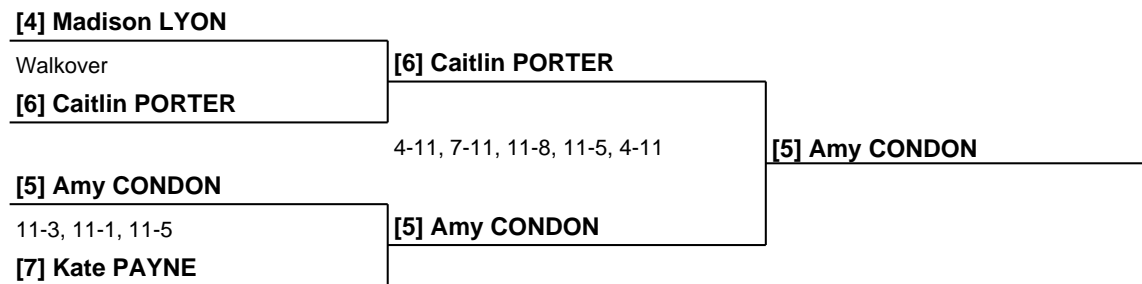 [4] Madison LYON
Walkover
[6] Caitlin PORTER
[6] Caitlin PORTER
4-11, 7-11, 11-8, 11-5, 4-11
[5] Amy CONDON
[5] Amy CONDON
11-3, 11-1, 11-5
[5] Amy CONDON
[7] Kate PAYNE